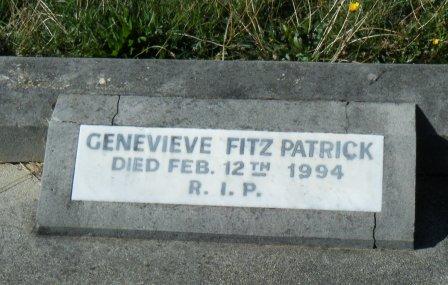 GENEVIEVE FITZ PATRICK
DIED FEB. 12TH 1994
R. I. P.